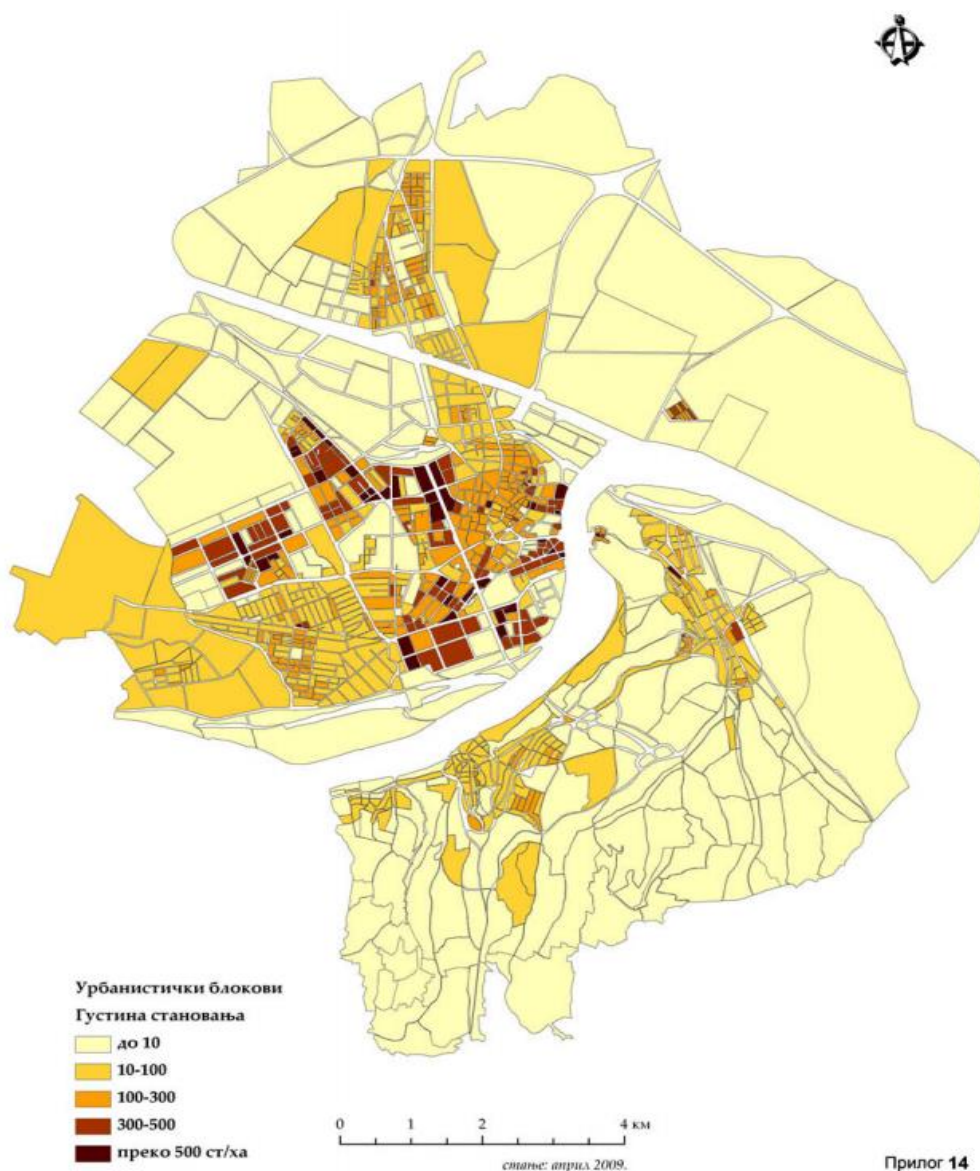 Урбанистички блокови
Густина становања
до 10
10-100
100-300
300-500
преко 500 ст/ха
0 1 2 4 км
стање: април 2009.
Прилог 14